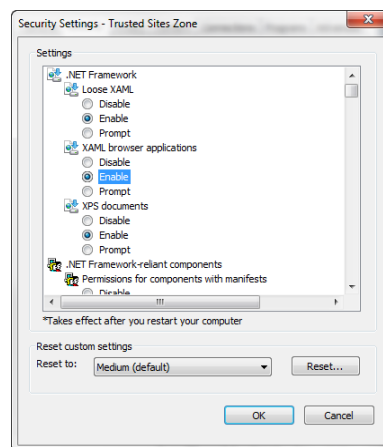 Security Settings - Trusted Sites Zone
Settings
.NET Framework
Loose XAML
Disable
Enable
Prompt
XAML browser applications
Disable
Enable
Prompt
XPS documents
Disable
Enable
Prompt
.NET Framework-reliant components
Permissions for components with manifests
Disable
*Takes effect after you restart your computer
Reset custom settings
Reset to: Medium (default) Reset...
OK Cancel